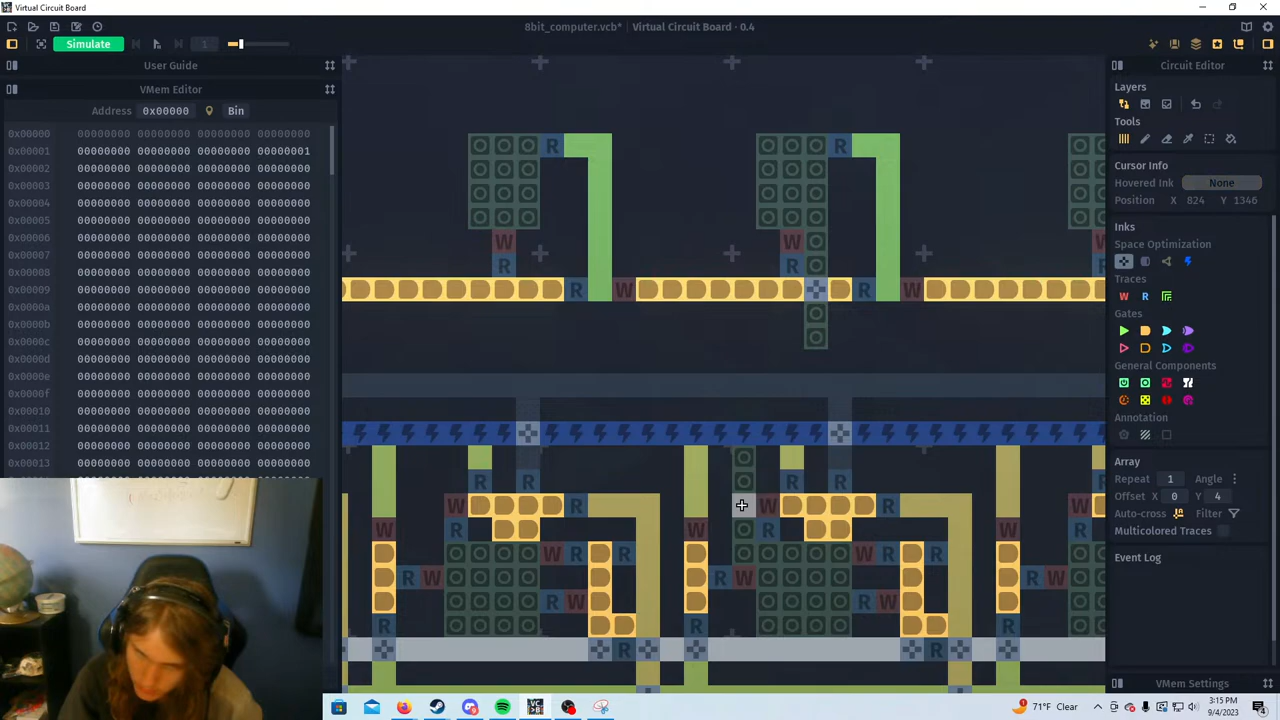 Virtual Circuit Board
8bit_computer.vcb* Virtual Circuit Board · 0.4
Simulate 1
User Guide
VMem Editor
Address 0x00000 Bin
0x00000 00000000 00000000 00000000 00000000
0x00001 00000000 00000000 00000000 00000001
0x00002 00000000 00000000 00000000 00000000
0x00003 00000000 00000000 00000000 00000000
0x00004 00000000 00000000 00000000 00000000
0x00005 00000000 00000000 00000000 00000000
0x00006 00000000 00000000 00000000 00000000
0x00007 00000000 00000000 00000000 00000000
0x00008 00000000 00000000 00000000 00000000
0x00009 00000000 00000000 00000000 00000000
0x0000a 00000000 00000000 00000000 00000000
0x0000b 00000000 00000000 00000000 00000000
0x0000c 00000000 00000000 00000000 00000000
0x0000d 00000000 00000000 00000000 00000000
0x0000e 00000000 00000000 00000000 00000000
0x0000f 00000000 00000000 00000000 00000000
0x00010 00000000 00000000 00000000 00000000
0x00011 00000000 00000000 00000000 00000000
0x00012 00000000 00000000 00000000 00000000
0x00013 00000000 00000000 00000000 00000000
R R
W W W
R R R
R W R W
R R R R
W R W R W
W R W R R W R W R R W R
R W R W R W R W R W
R R R
R R
Circuit Editor
Layers
Tools
Cursor Info
Hovered Ink None
Position X 824 Y 1346
Inks
Space Optimization
Traces
W R
Gates
General Components
Annotation
Array
Repeat 1 Angle
Offset X 0 Y 4
Auto-cross Filter
Multicolored Traces
Event Log
VMem Settings
71°F Clear
3:15 PM
9/4/2023
4